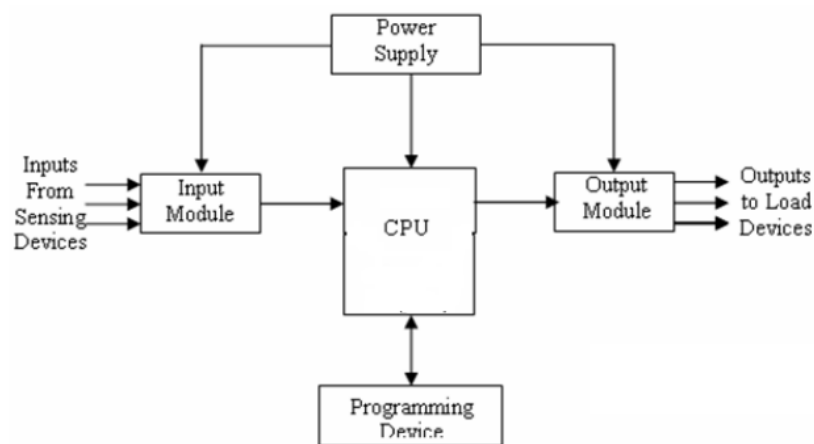 Power
Supply
Inputs
From
Sensing
Devices
Input
Module
CPU
Output
Module
Outputs
to Load
Devices
Programming
Device